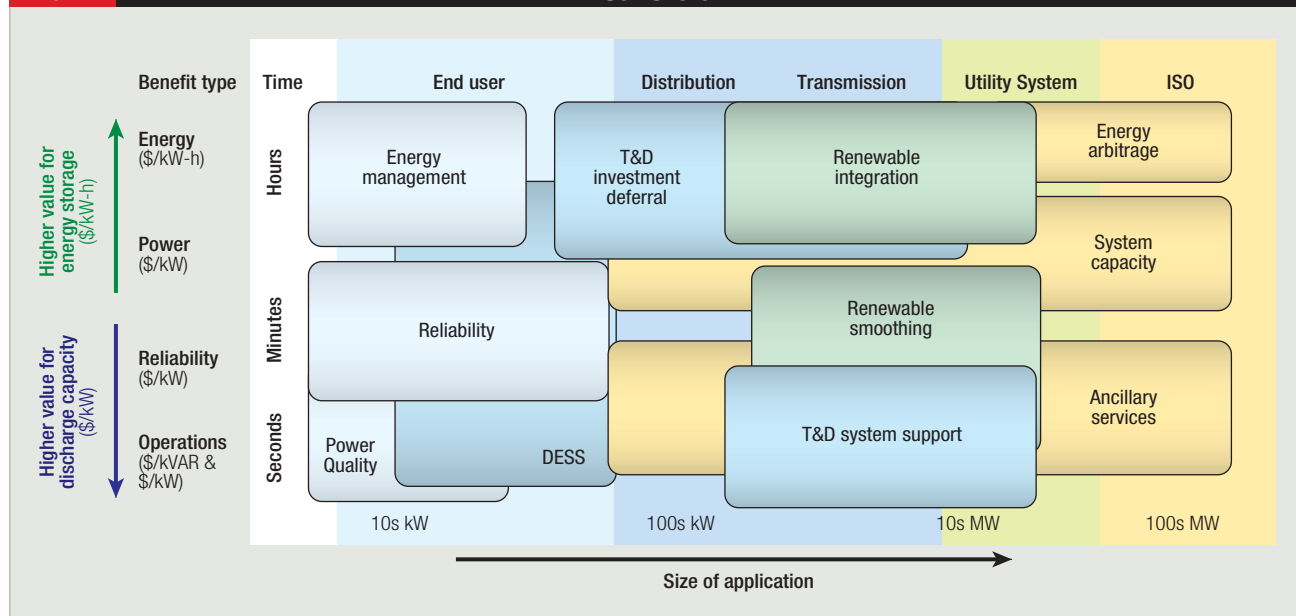 Benefit type
Time
End user
Distribution
Transmission
Utility System
ISO
Higher value for
energy storage
($/kW-h)
Higher value for
discharge capacity
($/kW)
Energy
($/kW-h)
Power
($/kW)
Reliability
($/kW)
Operations
($/kVAR &
$/kW)
Hours
Minutes
Seconds
Energy
management
T&D
investment
deferral
Renewable
integration
Energy
arbitrage
System
capacity
Reliability
Renewable
smoothing
Power
Quality
DESS
T&D system support
Ancillary
services
10s kW
100s kW
10s MW
100s MW
Size of application